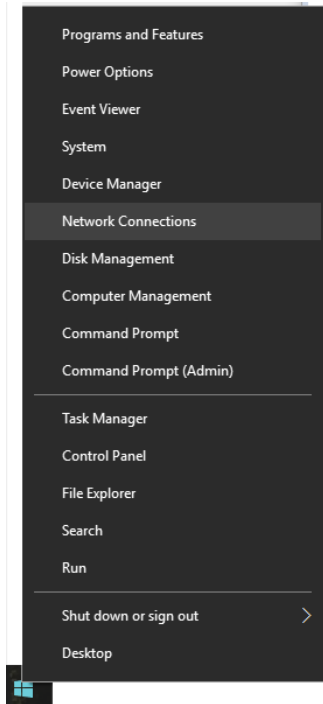 Programs and Features
Power Options
Event Viewer
System
Device Manager
Network Connections
Disk Management
Computer Management
Command Prompt
Command Prompt (Admin)
Task Manager
Control Panel
File Explorer
Search
Run
Shut down or sign out
Desktop